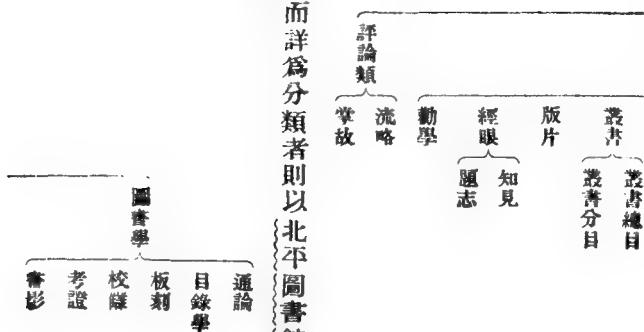 叢書
叢書總目
叢書分目
版片
經眼
知見
題志
勸學
評論類
流略
掌故
而詳爲分類者則以北平圖書
圖書學
通論
目錄學
板刻
校讎
考證
書影